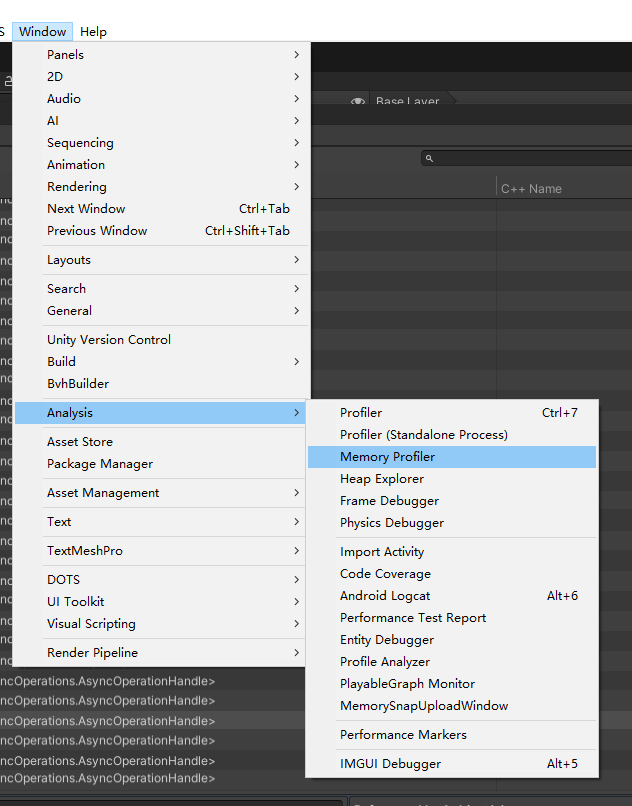 S Window Help
Panels
2D
Audio
AI
Sequencing
Animation
Rendering
Next Window Ctrl+Tab
Previous Window Ctrl+Shift+Tab
Layouts
Search
General
Unity Version Control
Build
BvhBuilder
Analysis
Asset Store
Package Manager
Asset Management
Text
TextMeshPro
DOTS
UI Toolkit
Visual Scripting
Render Pipeline
Profiler Ctrl+7
Profiler (Standalone Process)
Memory Profiler
Heap Explorer
Frame Debugger
Physics Debugger
Import Activity
Code Coverage
Android Logcat Alt+6
Performance Test Report
Entity Debugger
Profile Analyzer
PlayableGraph Monitor
MemorySnapUploadWindow
Performance Markers
IMGUI Debugger Alt+5
Base Layer
C++ Name
ncOperations.AsyncOperationHandle>
ncOperations.AsyncOperationHandle>
ncOperations.AsyncOperationHandle>
ncOperations.AsyncOperationHandle>
ncOperations.AsyncOperationHandle>
ncOperations.AsyncOperationHandle>